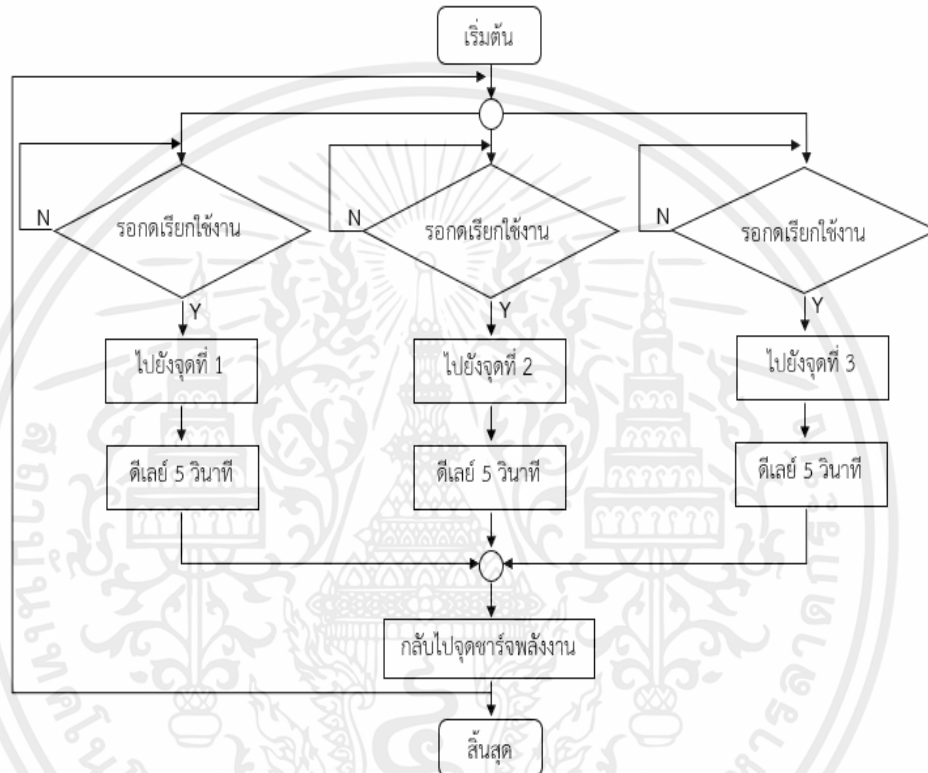 เริ่มต้น
N
รอกดเรียกใช้งาน
N
รอกดเรียกใช้งาน
N
รอกดเรียกใช้งาน
Y
Y
Y
ไปยังจุดที่ 1
ไปยังจุดที่ 2
ไปยังจุดที่ 3
ดีเลย์ 5 วินาที
ดีเลย์ 5 วินาที
ดีเลย์ 5 วินาที
กลับไปจุดชาร์จพลังงาน
สิ้นสุด